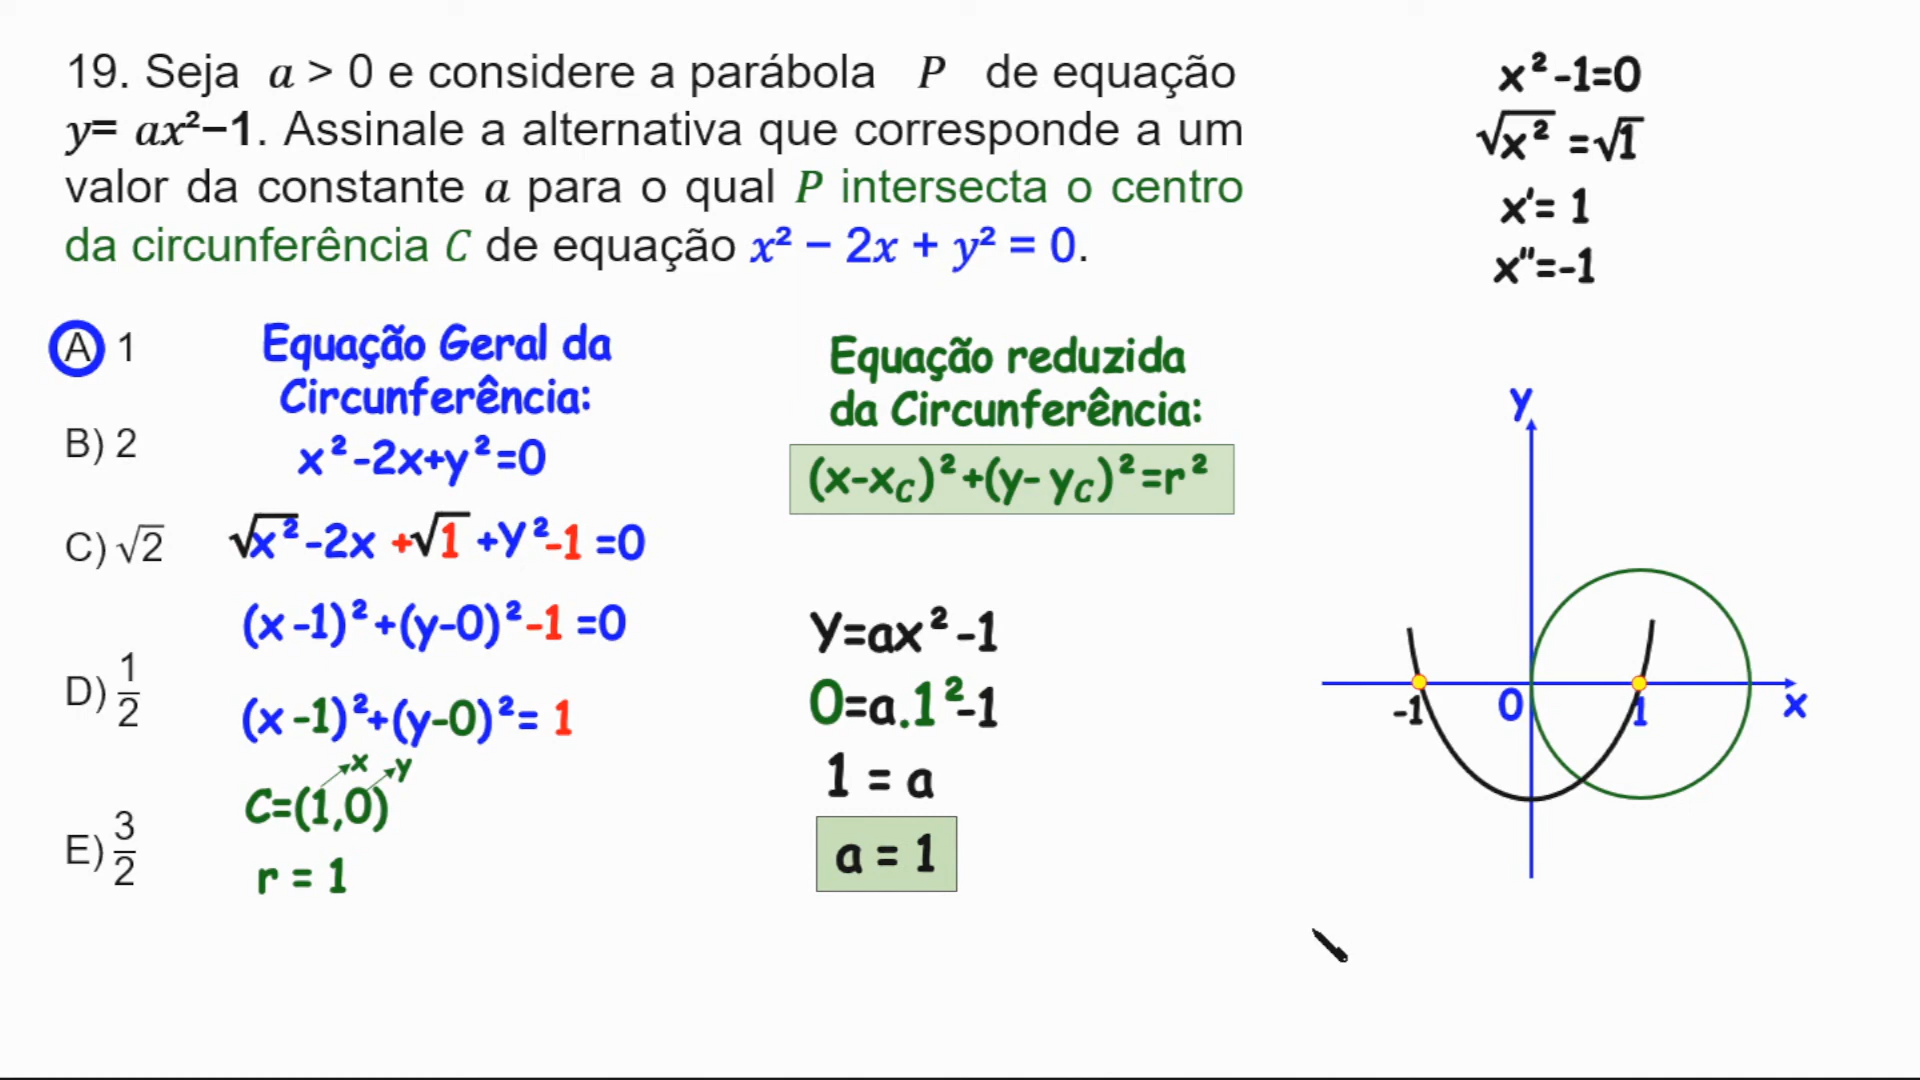 19. Seja a > 0 e considere a parábola P de equação
y= ax²−1. Assinale a alternativa que corresponde a um
valor da constante a para o qual P intersecta o centro
da circunferência C de equação x² − 2x + y² = 0.
A) 1
B) 2
C) √2
D) 1/2
E) 3/2
Equação Geral da
Circunferência:
x²-2x+y²=0
√x²-2x +√1 +Y²-1 =0
(x -1)²+(y-0)²-1 =0
(x -1)²+(y-0)²= 1
x y
C=(1,0)
r = 1
Equação reduzida
da Circunferência:
(x-x_C)²+(y- y_C)²=r²
Y=ax²-1
0=a.1²-1
1 = a
a = 1
x²-1=0
√x² =√1
x'= 1
x"=-1
y
-1 0 1 x